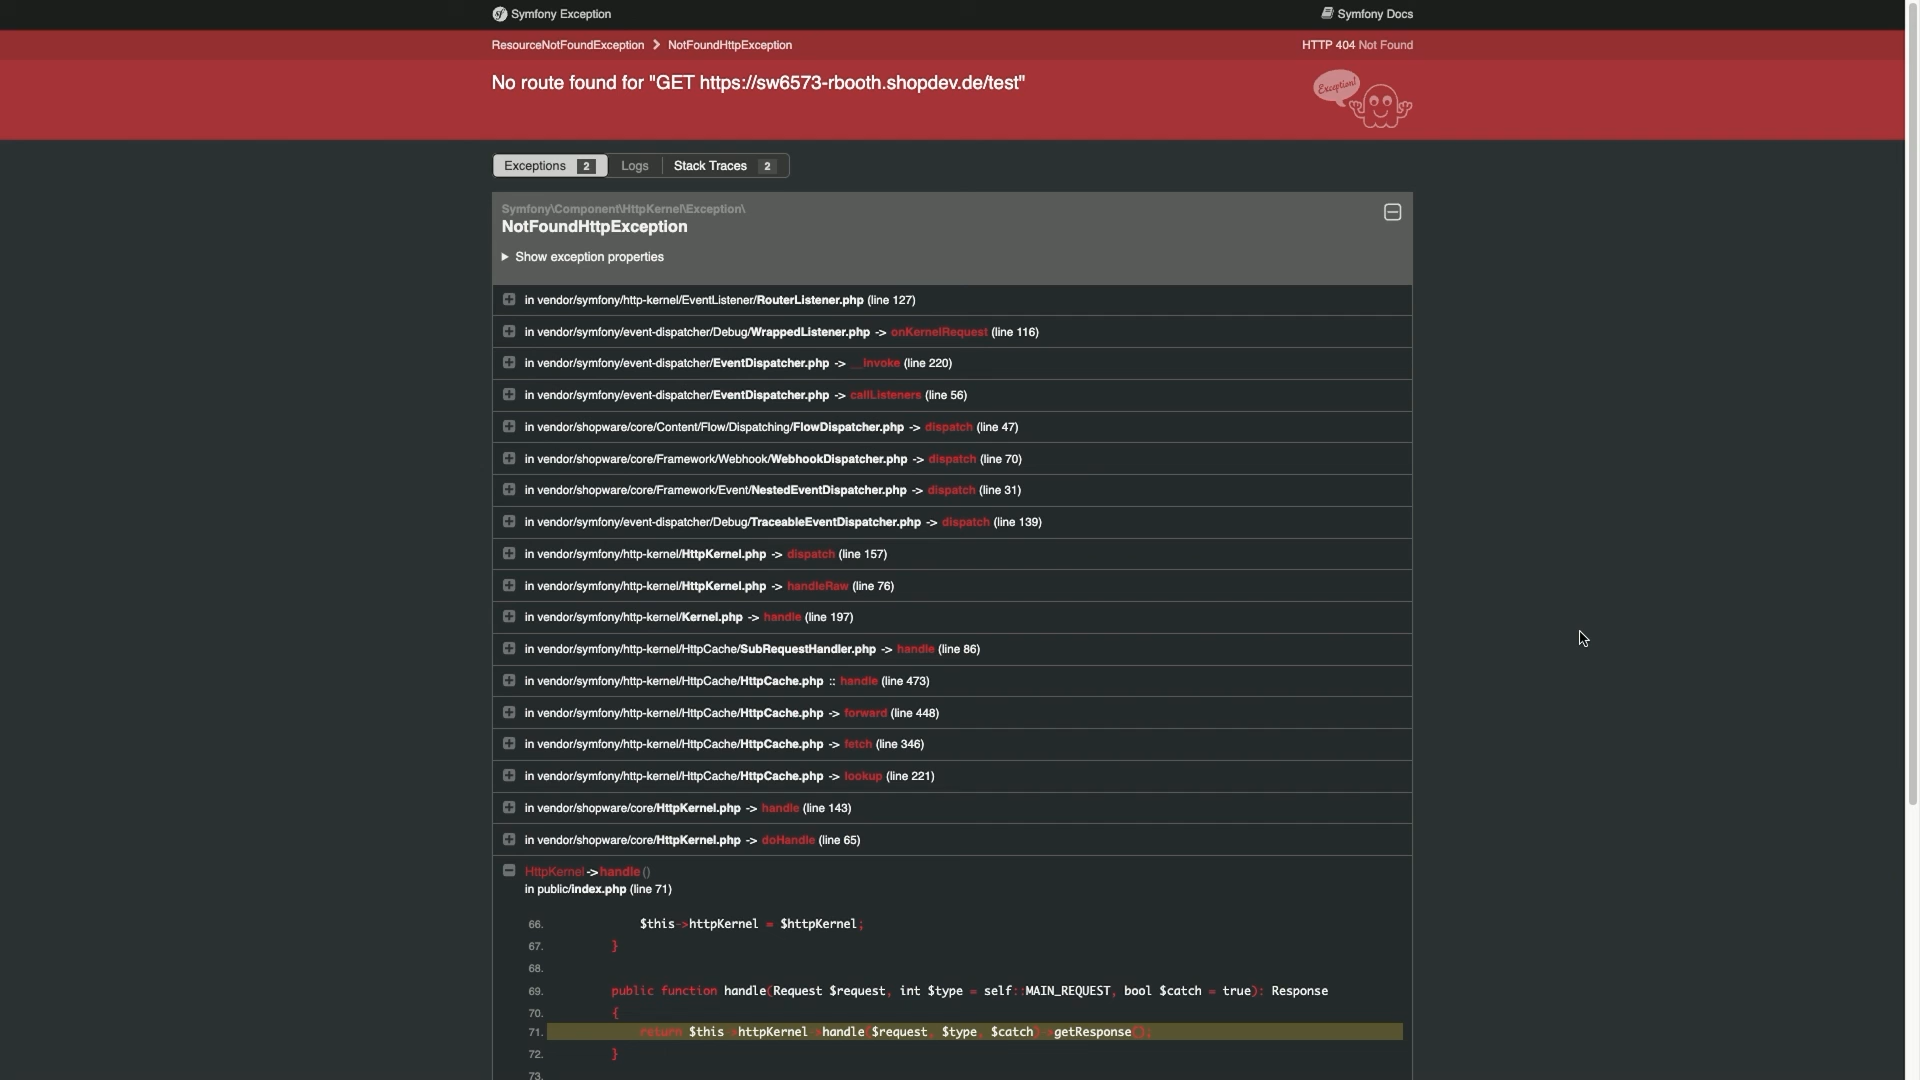 Symfony Exception
Symfony Docs
ResourceNotFoundException NotFoundHttpException
HTTP 404 Not Found
No route found for "GET https://sw6573-rbooth.shopdev.de/test"
Exception!
Exceptions 2 Logs Stack Traces 2
Symfony\Component\HttpKernel\Exception\
NotFoundHttpException
Show exception properties
in vendor/symfony/http-kernel/EventListener/RouterListener.php (line 127)
in vendor/symfony/event-dispatcher/Debug/WrappedListener.php -> onKernelRequest (line 116)
in vendor/symfony/event-dispatcher/EventDispatcher.php -> __invoke (line 220)
in vendor/symfony/event-dispatcher/EventDispatcher.php -> callListeners (line 56)
in vendor/shopware/core/Content/Flow/Dispatching/FlowDispatcher.php -> dispatch (line 47)
in vendor/shopware/core/Framework/Webhook/WebhookDispatcher.php -> dispatch (line 70)
in vendor/shopware/core/Framework/Event/NestedEventDispatcher.php -> dispatch (line 31)
in vendor/symfony/event-dispatcher/Debug/TraceableEventDispatcher.php -> dispatch (line 139)
in vendor/symfony/http-kernel/HttpKernel.php -> dispatch (line 157)
in vendor/symfony/http-kernel/HttpKernel.php -> handleRaw (line 76)
in vendor/symfony/http-kernel/Kernel.php -> handle (line 197)
in vendor/symfony/http-kernel/HttpCache/SubRequestHandler.php -> handle (line 86)
in vendor/symfony/http-kernel/HttpCache/HttpCache.php :: handle (line 473)
in vendor/symfony/http-kernel/HttpCache/HttpCache.php -> forward (line 448)
in vendor/symfony/http-kernel/HttpCache/HttpCache.php -> fetch (line 346)
in vendor/symfony/http-kernel/HttpCache/HttpCache.php -> lookup (line 221)
in vendor/shopware/core/HttpKernel.php -> handle (line 143)
in vendor/shopware/core/HttpKernel.php -> doHandle (line 65)
HttpKernel->handle()
in public/index.php (line 71)
66. $this->httpKernel = $httpKernel;
67. }
68.
69. public function handle(Request $request, int $type = self::MAIN_REQUEST, bool $catch = true): Response
70. {
71. return $this->httpKernel->handle($request, $type, $catch)->getResponse();
72. }
73.